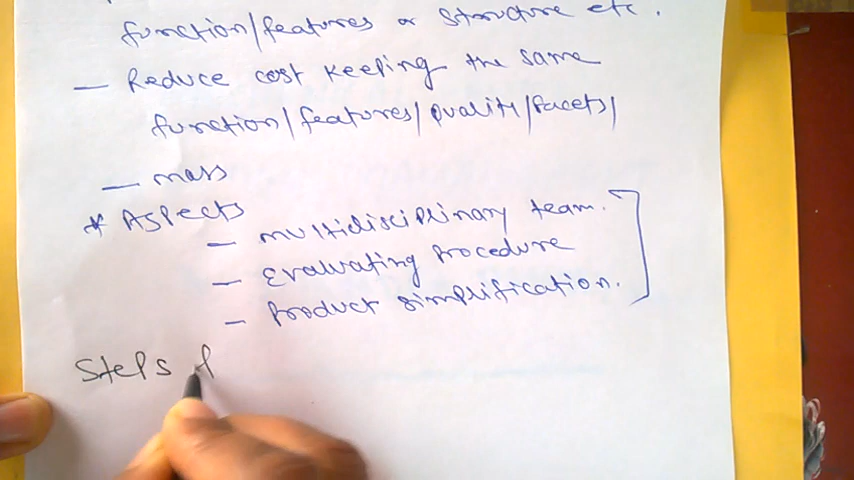 function/features or structure etc.
— Reduce cost keeping the same
function/features/quality/facets/
— mass
* Aspects
— multidisciplinary team.
— Evaluating procedure
— Product simplification.
Steps